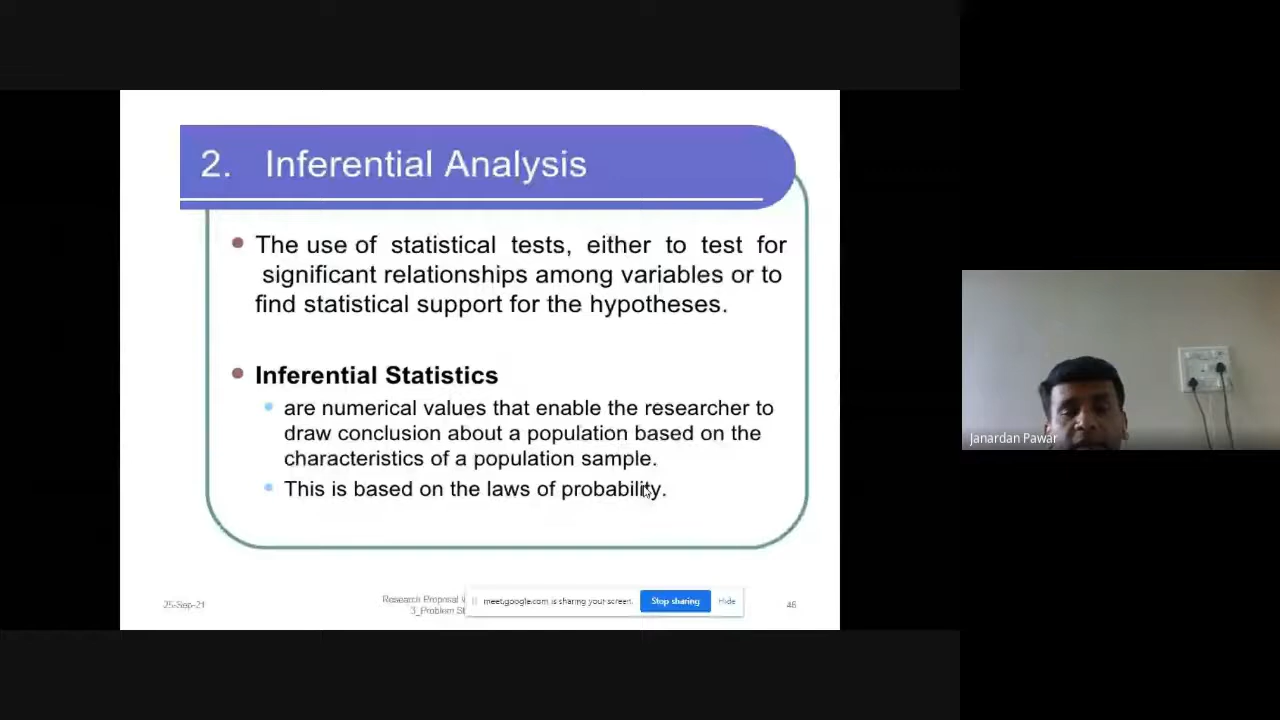 2. Inferential Analysis
The use of statistical tests, either to test for
significant relationships among variables or to
find statistical support for the hypotheses.
Inferential Statistics
are numerical values that enable the researcher to
draw conclusion about a population based on the
characteristics of a population sample.
This is based on the laws of probability.
25-Sep-21
Research Proposal
3_Problem St
meet.google.com is sharing your screen.
Stop sharing
Hide
46
Janardan Pawar